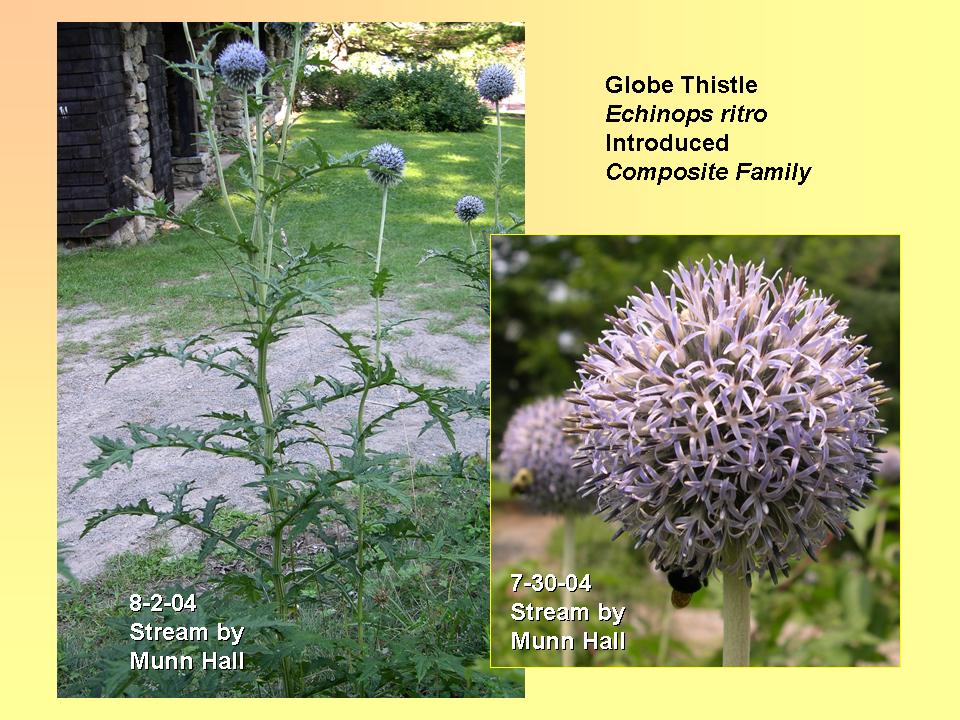 Globe Thistle
Echinops ritro
Introduced
Composite Family
8-2-04
Stream by
Munn Hall
7-30-04
Stream by
Munn Hall